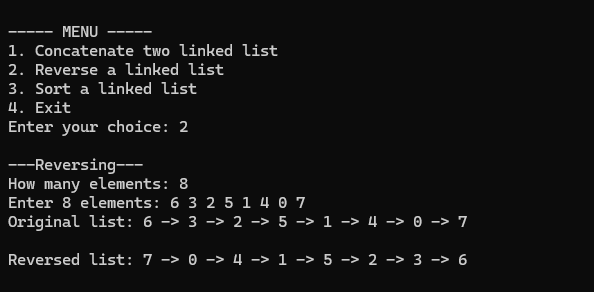 ----- MENU -----
1. Concatenate two linked list
2. Reverse a linked list
3. Sort a linked list
4. Exit
Enter your choice: 2
---Reversing---
How many elements: 8
Enter 8 elements: 6 3 2 5 1 4 0 7
Original list: 6 -> 3 -> 2 -> 5 -> 1 -> 4 -> 0 -> 7
Reversed list: 7 -> 0 -> 4 -> 1 -> 5 -> 2 -> 3 -> 6